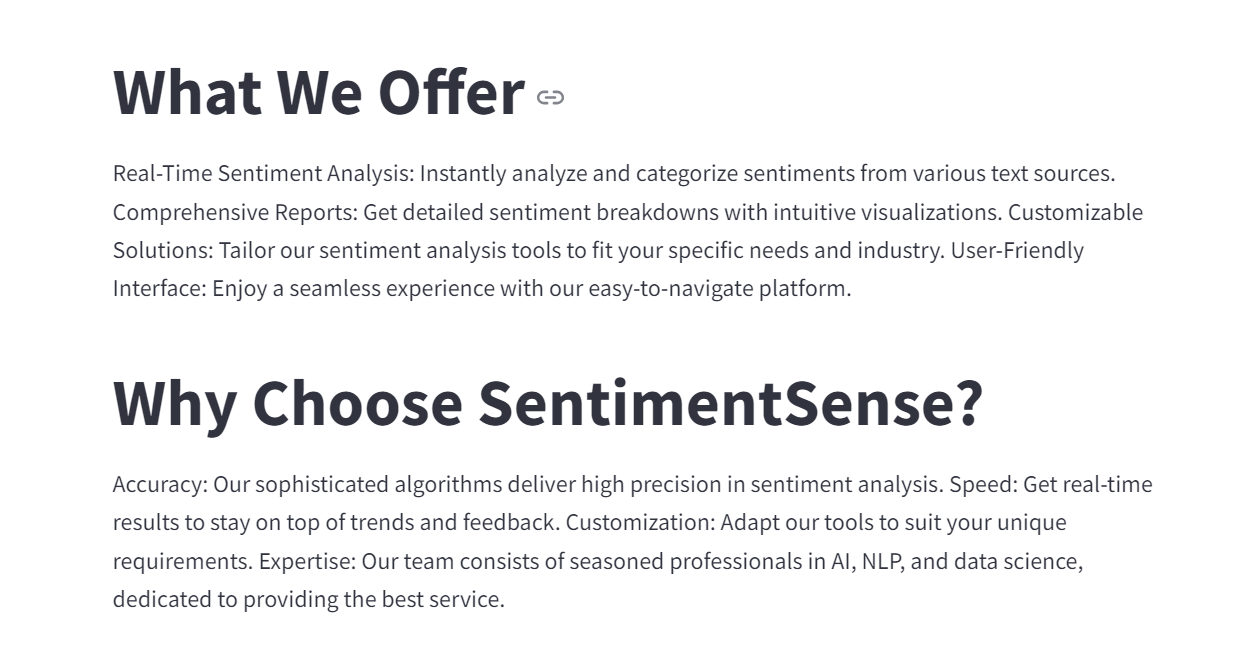 What We Offer
Real-Time Sentiment Analysis: Instantly analyze and categorize sentiments from various text sources.
Comprehensive Reports: Get detailed sentiment breakdowns with intuitive visualizations. Customizable
Solutions: Tailor our sentiment analysis tools to fit your specific needs and industry. User-Friendly
Interface: Enjoy a seamless experience with our easy-to-navigate platform.
Why Choose SentimentSense?
Accuracy: Our sophisticated algorithms deliver high precision in sentiment analysis. Speed: Get real-time
results to stay on top of trends and feedback. Customization: Adapt our tools to suit your unique
requirements. Expertise: Our team consists of seasoned professionals in AI, NLP, and data science,
dedicated to providing the best service.